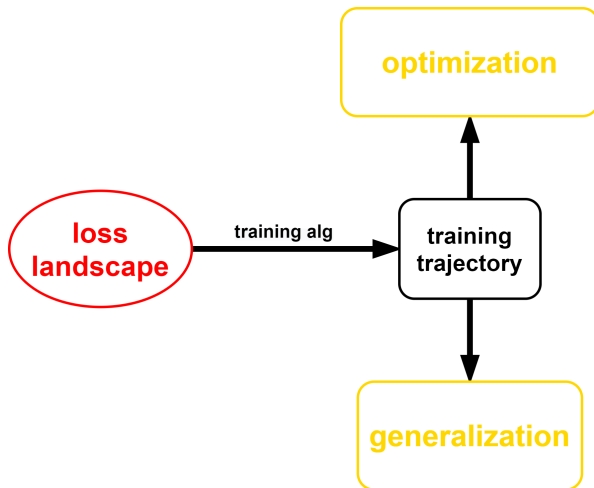 optimization
loss
landscape
training alg
training
trajectory
generalization